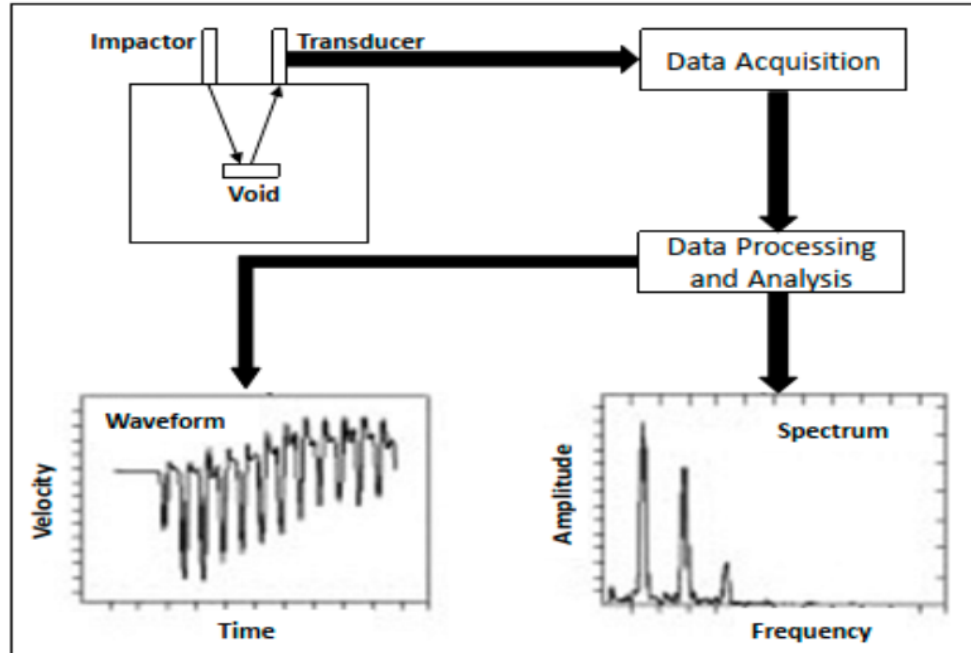 Impactor
Transducer
Data Acquisition
Void
Data Processing
and Analysis
Waveform
Velocity
Time
Spectrum
Amplitude
Frequency